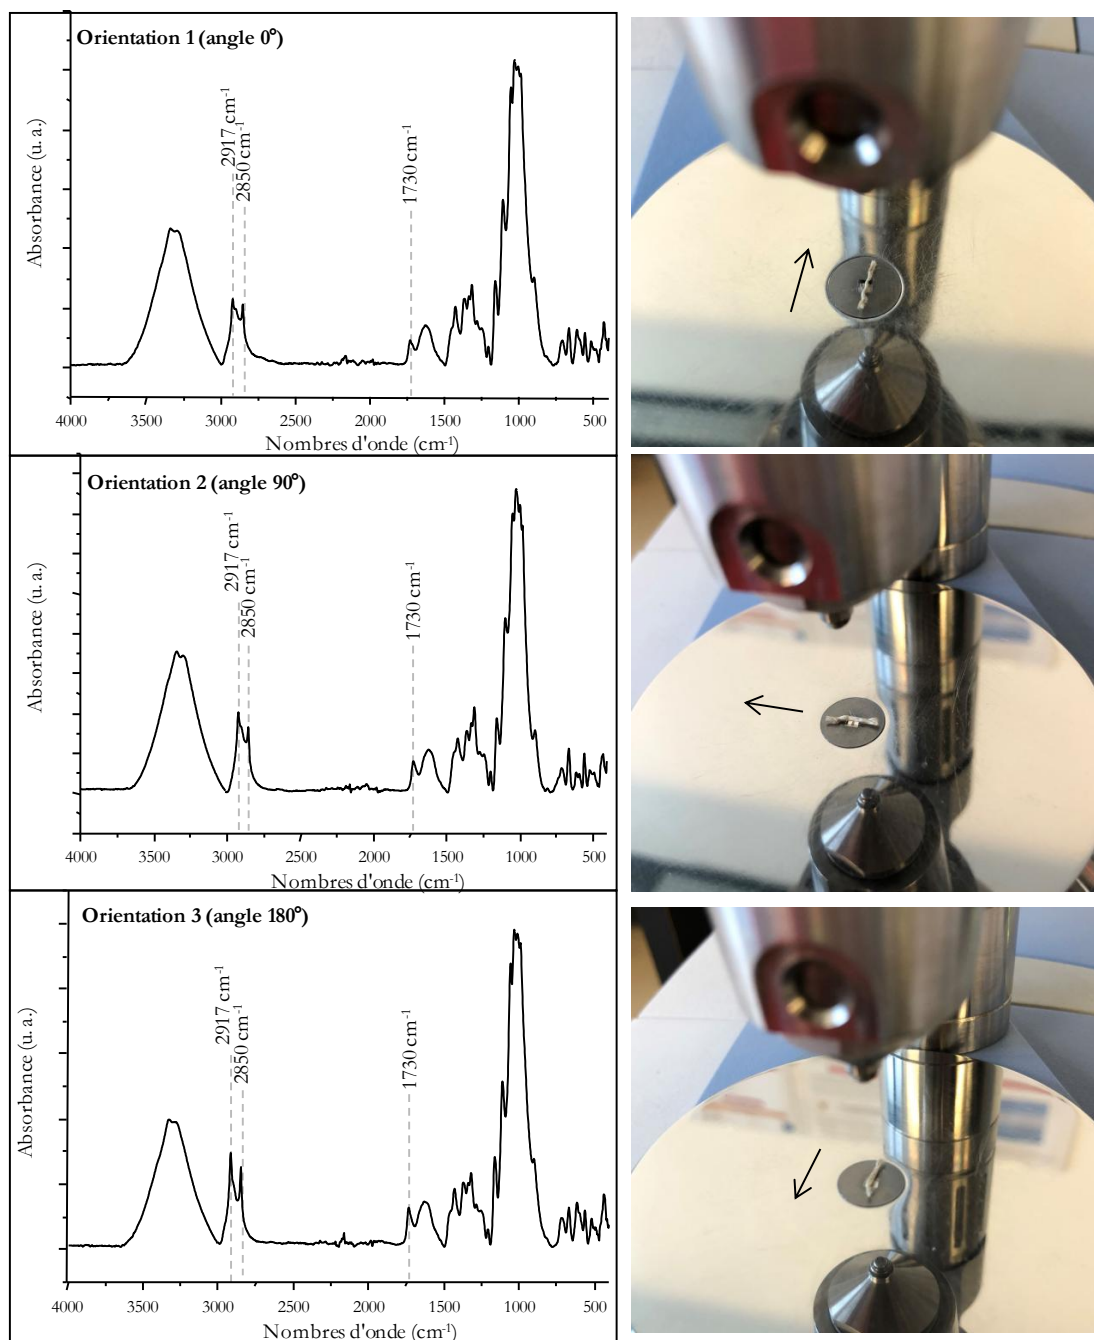 Orientation 1 (angle 0°)
2917 cm⁻¹
2850 cm⁻¹
1730 cm⁻¹
Absorbance (u. a.)
4000 3500 3000 2500 2000 1500 1000 500
Nombres d'onde (cm⁻¹)
Orientation 2 (angle 90°)
2917 cm⁻¹
2850 cm⁻¹
1730 cm⁻¹
Absorbance (u. a.)
4000 3500 3000 2500 2000 1500 1000 500
Nombres d'onde (cm⁻¹)
Orientation 3 (angle 180°)
2917 cm⁻¹
2850 cm⁻¹
1730 cm⁻¹
Absorbance (u. a.)
4000 3500 3000 2500 2000 1500 1000 500
Nombres d'onde (cm⁻¹)